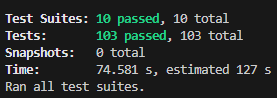 Test Suites: 10 passed, 10 total
Tests:       103 passed, 103 total
Snapshots:   0 total
Time:        74.581 s, estimated 127 s
Ran all test suites.